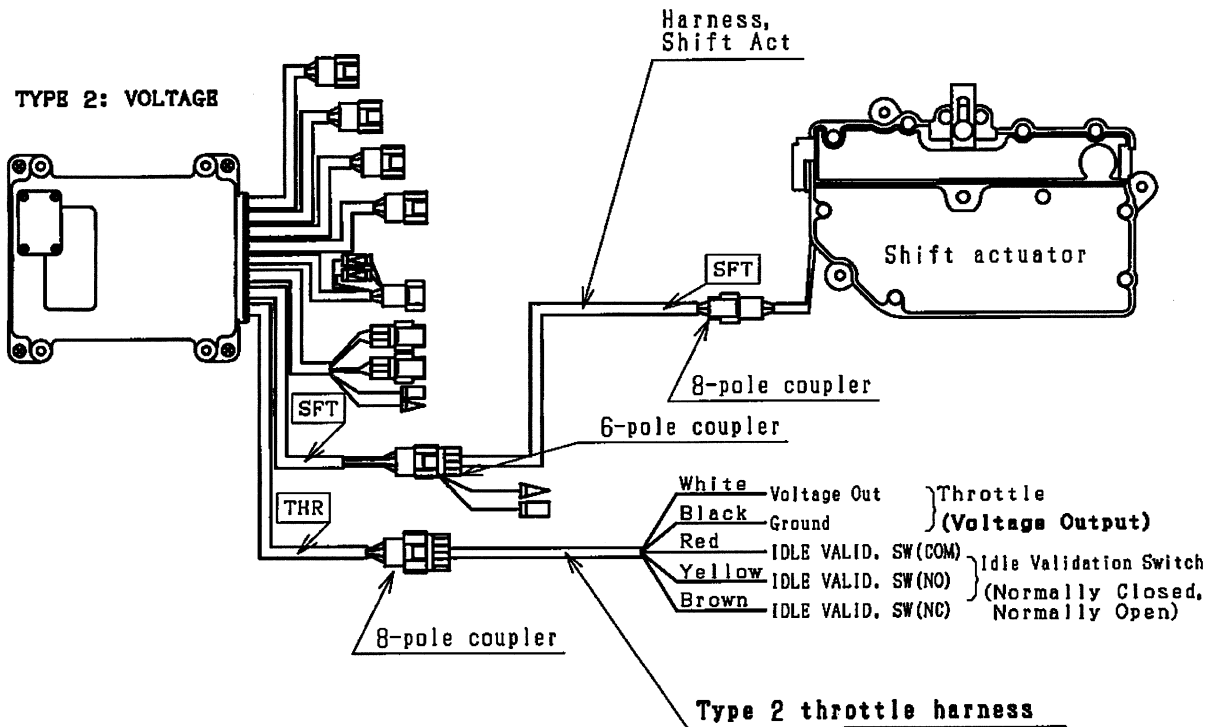 Harness,
Shift Act
TYPE 2: VOLTAGE
Shift actuator
SFT
8-pole coupler
SFT
6-pole coupler
THR
White Voltage Out
Black Ground
Throttle
(Voltage Output)
Red IDLE VALID. SW(COM)
Yellow IDLE VALID. SW(NO)
Brown IDLE VALID. SW(NC)
Idle Validation Switch
(Normally Closed,
Normally Open)
8-pole coupler
Type 2 throttle harness